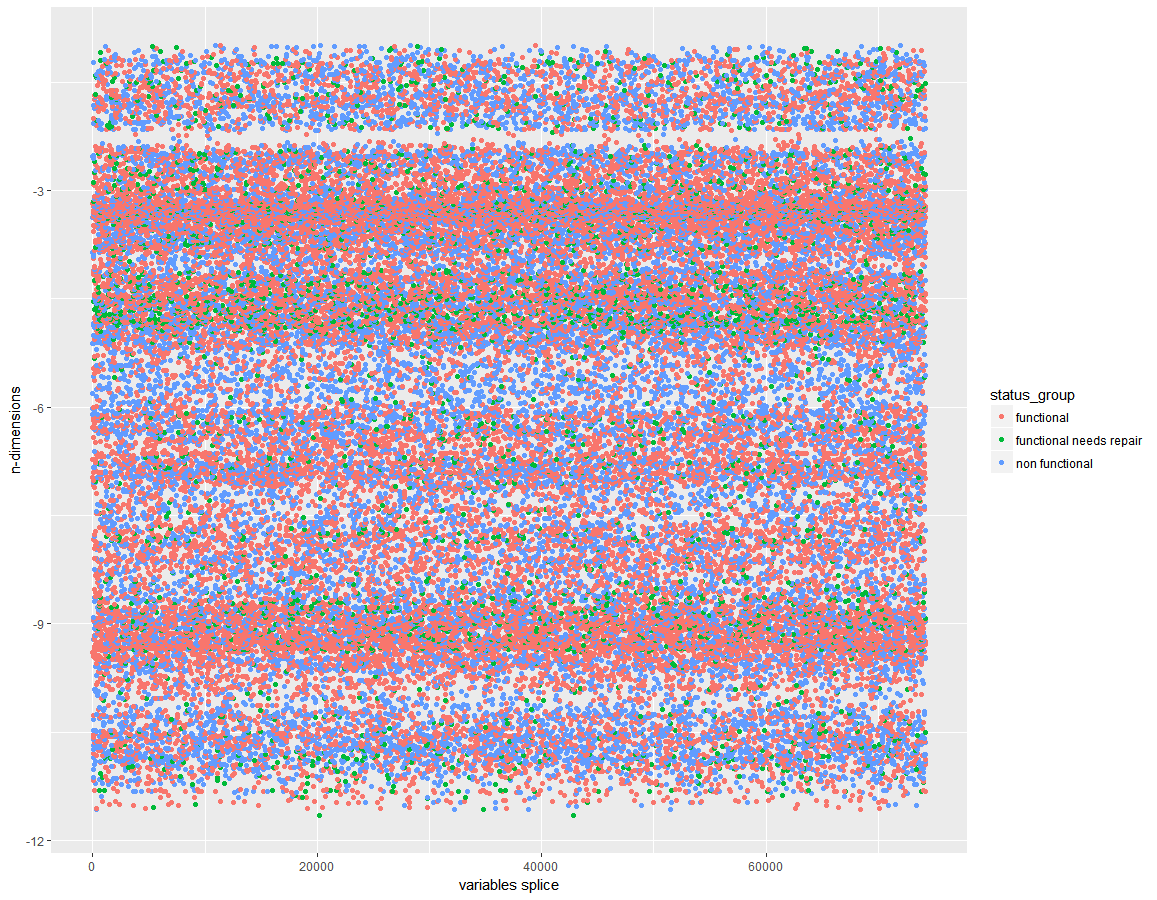 -3
-6
-9
-12
0
20000
40000
60000
variables splice
n-dimensions
status_group
functional
functional needs repair
non functional